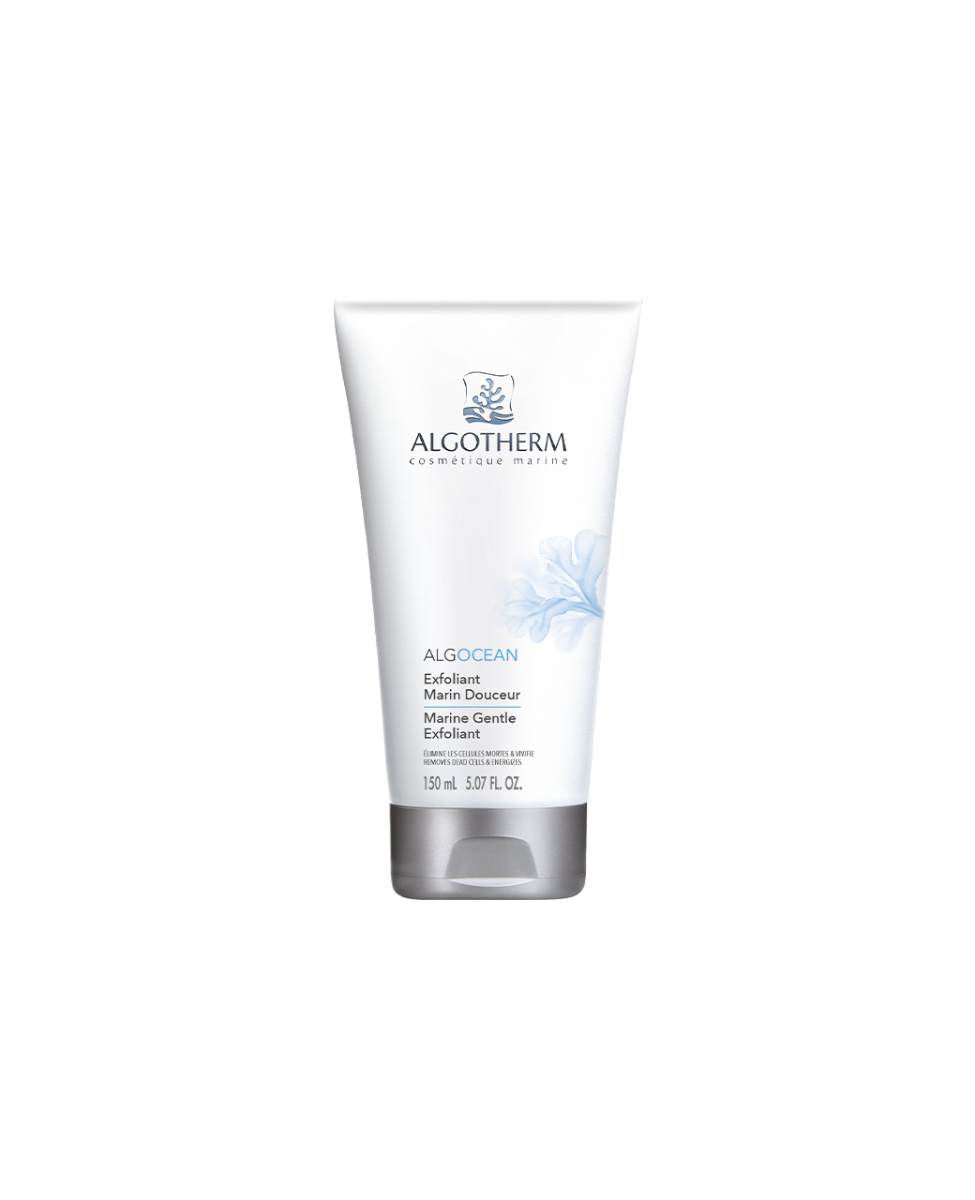 ALGOTHERM
cosmétique marine
ALGOCEAN
Exfoliant
Marin Douceur
Marine Gentle
Exfoliant
ÉLIMINE LES CELLULES MORTES & VIVIFIE
REMOVES DEAD CELLS & ENERGIZES
150 mL 5.07 FL. OZ.